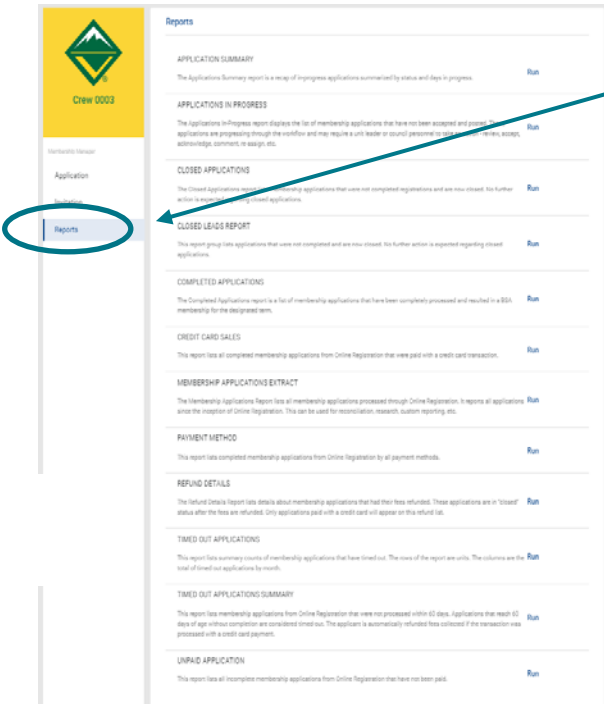 Reports
Crew 0003
Membership Manager
Application
Invitation
Reports
APPLICATION SUMMARY
The Applications Summary report is a recap of in-progress applications summarized by status and days in progress.
Run
APPLICATIONS IN PROGRESS
The Applications In-Progress report displays the list of membership applications that have not been accepted and posted.
applications are progressing through the workflow and may require a unit leader or council personnel to take review, accept,
acknowledge, comment, re-assign, etc.
Run
CLOSED APPLICATIONS
The Closed Applications report membership applications that were not completed registrations and are now closed. No further
action is expected closed applications.
Run
CLOSED LEADS REPORT
This report group lists applications that were not completed and are now closed. No further action is expected regarding closed
applications.
Run
COMPLETED APPLICATIONS
The Completed Applications report is a list of membership applications that have been completely processed and resulted in a BSA
membership for the designated term.
Run
CREDIT CARD SALES
This report lists all completed membership applications from Online Registration that were paid with a credit card transaction.
Run
MEMBERSHIP APPLICATIONS EXTRACT
The Membership Applications Report lists all membership applications processed through Online Registration. It reports all applications
since the inception of Online Registration. This can be used for reconciliation, research, custom reporting, etc.
Run
PAYMENT METHOD
This report lists completed membership applications from Online Registration by all payment methods.
Run
REFUND DETAILS
The Refund Details Report lists details about membership applications that had their fees refunded. These applications are in "closed"
status after the fees are refunded. Only applications paid with a credit card will appear on this refund list.
Run
TIMED OUT APPLICATIONS
This report lists summary counts of membership applications that have timed out. The rows of the report are units. The columns are the
total of timed out applications by month.
Run
TIMED OUT APPLICATIONS SUMMARY
This report lists membership applications from Online Registration that were not processed within 60 days. Applications that reach 60
days of age without completion are considered timed out. The applicant is automatically refunded fees collected if the transaction was
processed with a credit card payment.
Run
UNPAID APPLICATION
This report lists all incomplete membership applications from Online Registration that have not been paid.
Run